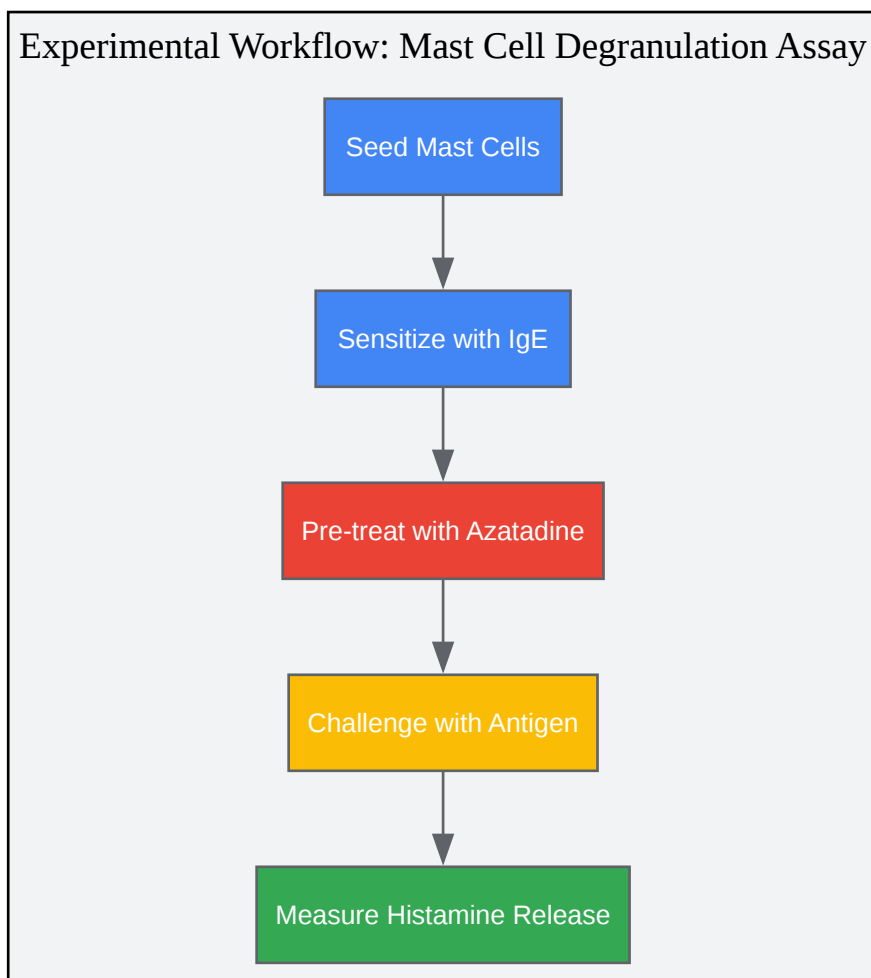 Experimental Workflow: Mast Cell Degranulation Assay
Seed Mast Cells
Sensitize with IgE
Pre-treat with Azatadine
Challenge with Antigen
Measure Histamine Release